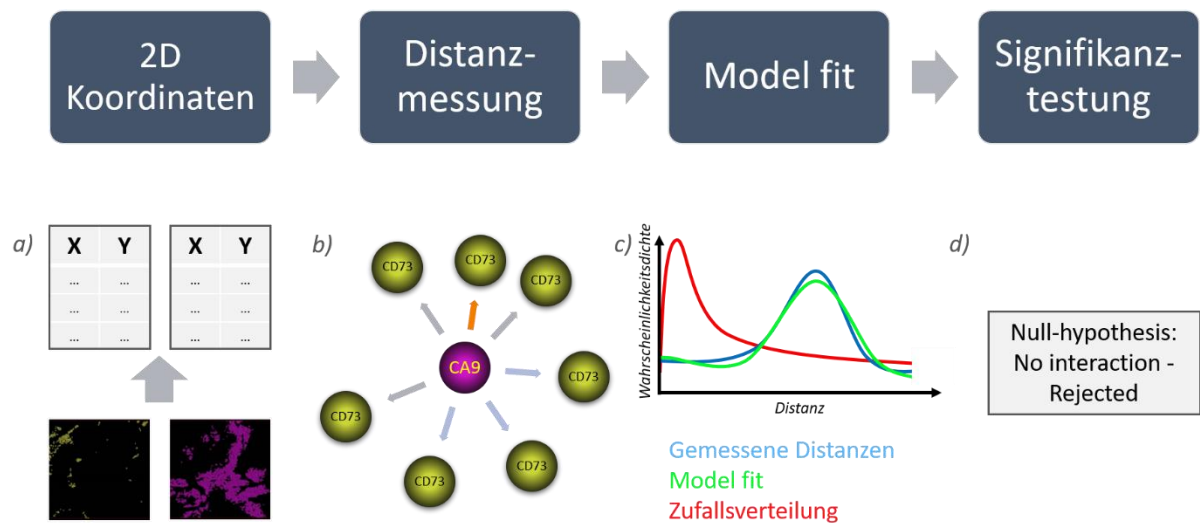 2D
Koordinaten
Distanz-
messung
Model fit
Signifikanz-
testung
a)
X Y
... ...
... ...
... ...
X Y
... ...
... ...
... ...
b)
CD73
CD73
CD73
CA9
CD73
CD73
CD73
CD73
c)
Wahrscheinlichkeitsdichte
Distanz
Gemessene Distanzen
Model fit
Zufallsverteilung
d)
Null-hypothesis:
No interaction -
Rejected